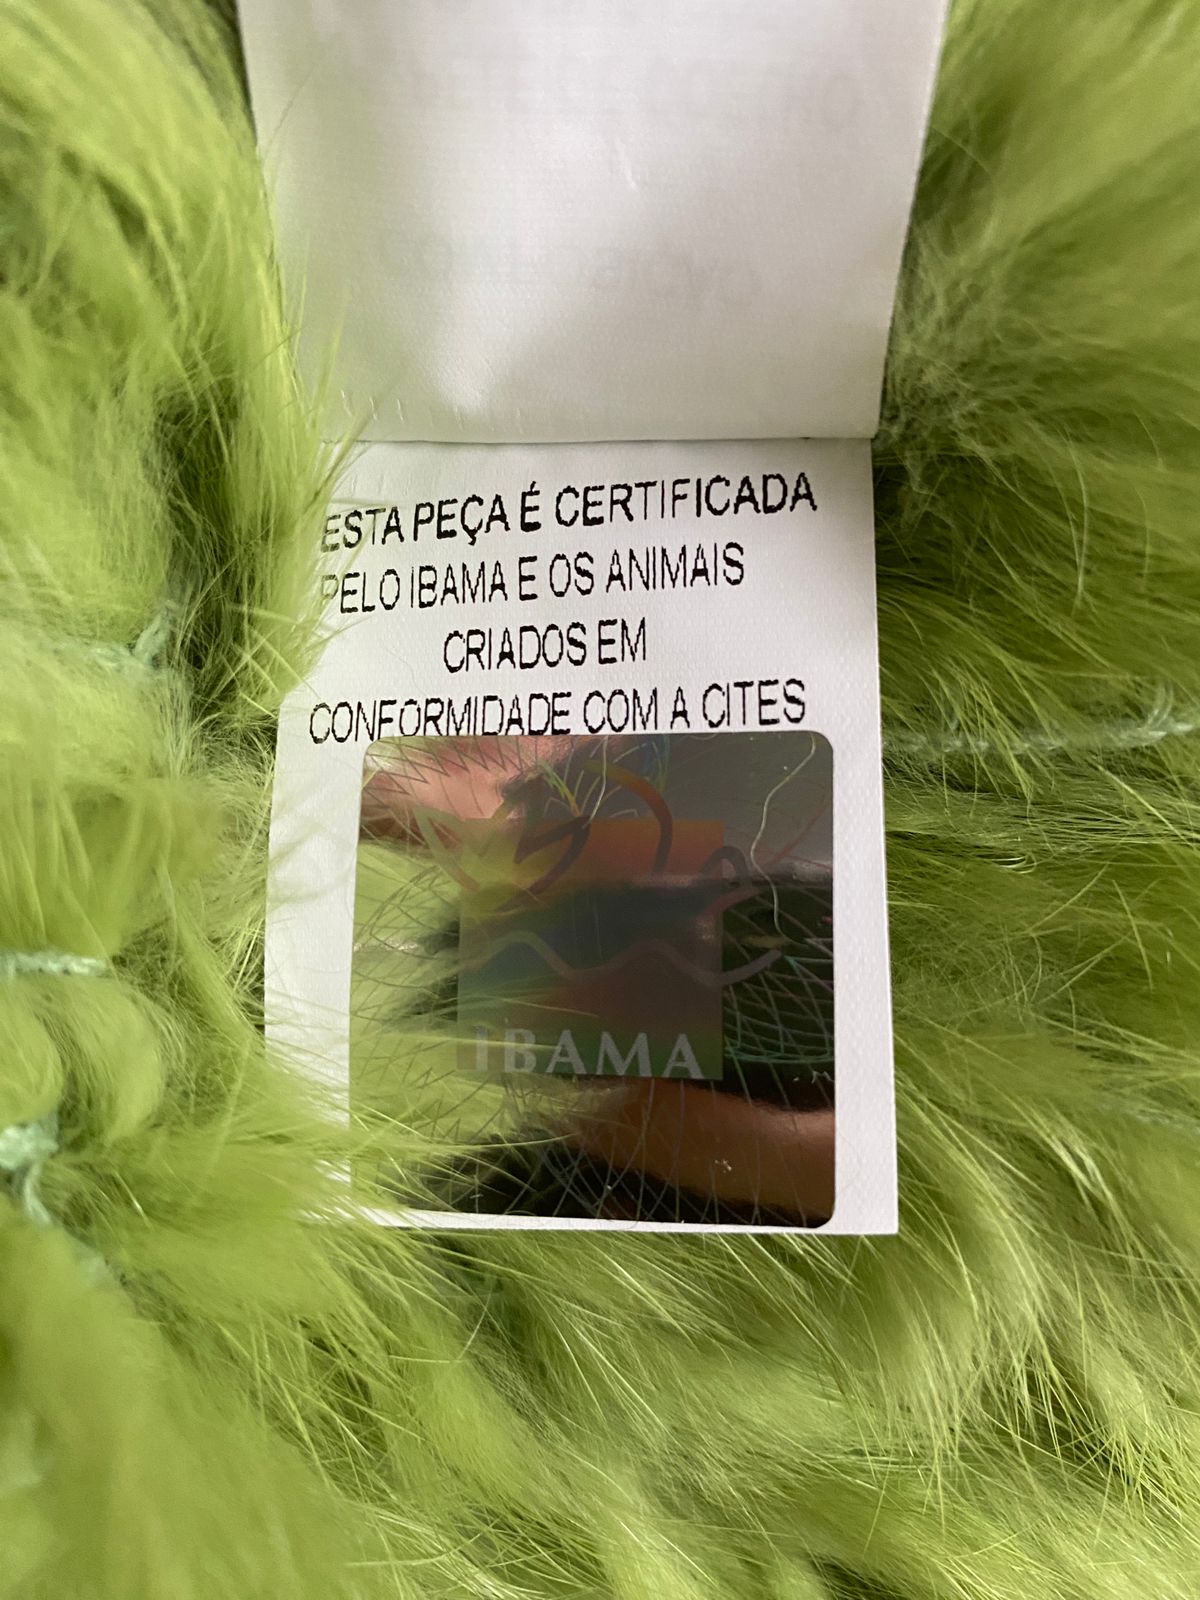 ESTA PEÇA É CERTIFICADA
PELO IBAMA E OS ANIMAIS
CRIADOS EM
CONFORMIDADE COM A CITES
IBAMA